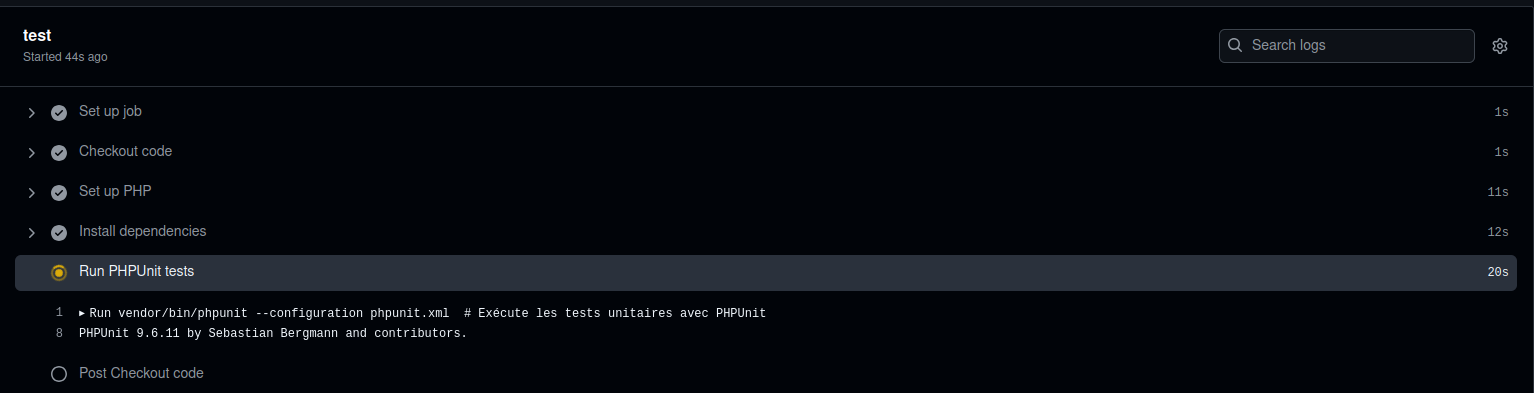 test
Started 44s ago
Search logs
Set up job 1s
Checkout code 1s
Set up PHP 11s
Install dependencies 12s
Run PHPUnit tests 20s
1 ▶ Run vendor/bin/phpunit --configuration phpunit.xml  # Exécute les tests unitaires avec PHPUnit
8 PHPUnit 9.6.11 by Sebastian Bergmann and contributors.
Post Checkout code